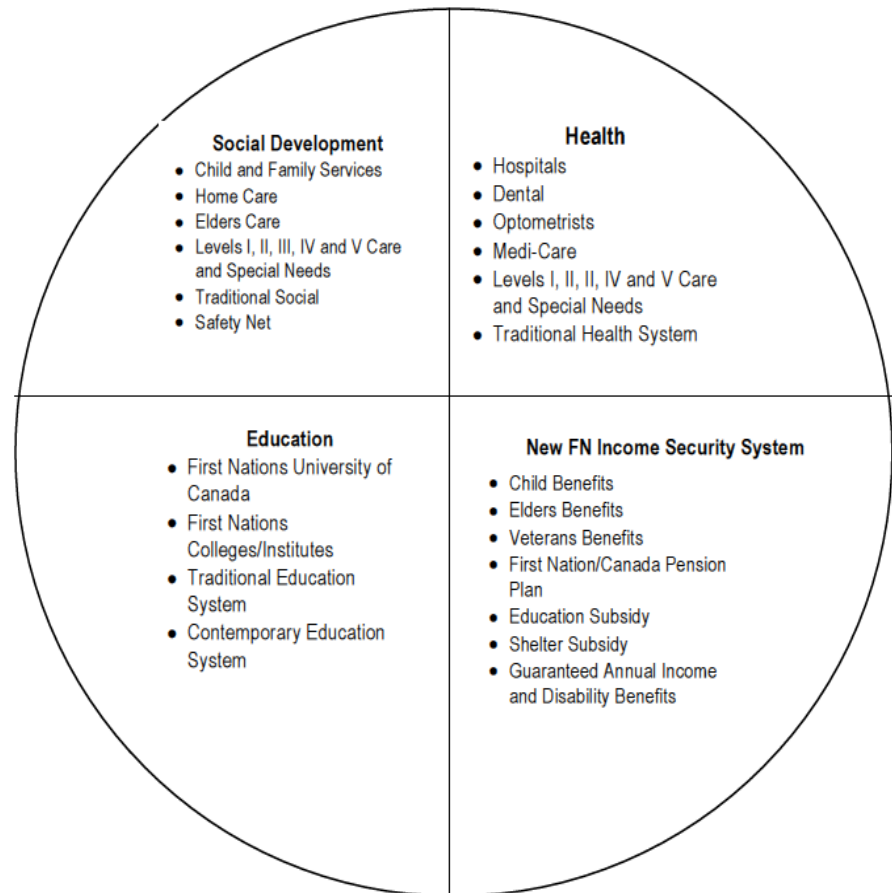 Social Development
• Child and Family Services
• Home Care
• Elders Care
• Levels I, II, III, IV and V Care
and Special Needs
• Traditional Social
• Safety Net
Health
• Hospitals
• Dental
• Optometrists
• Medi-Care
• Levels I, II, II, IV and V Care
and Special Needs
• Traditional Health System
Education
• First Nations University of
Canada
• First Nations
Colleges/Institutes
• Traditional Education
System
• Contemporary Education
System
New FN Income Security System
• Child Benefits
• Elders Benefits
• Veterans Benefits
• First Nation/Canada Pension
Plan
• Education Subsidy
• Shelter Subsidy
• Guaranteed Annual Income
and Disability Benefits